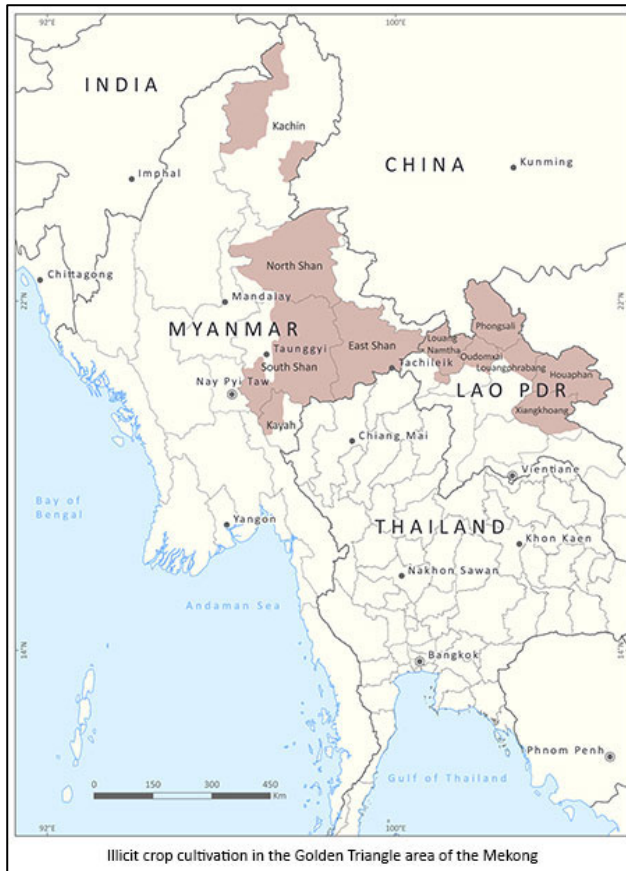 92°E
100°E
INDIA
Kachin
Imphal
CHINA
Kunming
Chittagong
North Shan
22°N
22°N
Mandalay
Phongsali
MYANMAR
Louang
Namtha
East Shan
Oudomxai
Taunggyi
Houaphan
Louangphrabang
Tachileik
South Shan
LAO PDR
Nay Pyi Taw
Xiangkhoang
Kayah
Chiang Mai
Vientiane
Bay of
Bengal
Yangon
THAILAND
Khon Kaen
Nakhon Sawan
Andaman Sea
14°N
14°N
Bangkok
Phnom Penh
Gulf of Thailand
0 150 300 450
Km
92°E
100°E
Illicit crop cultivation in the Golden Triangle area of the Mekong